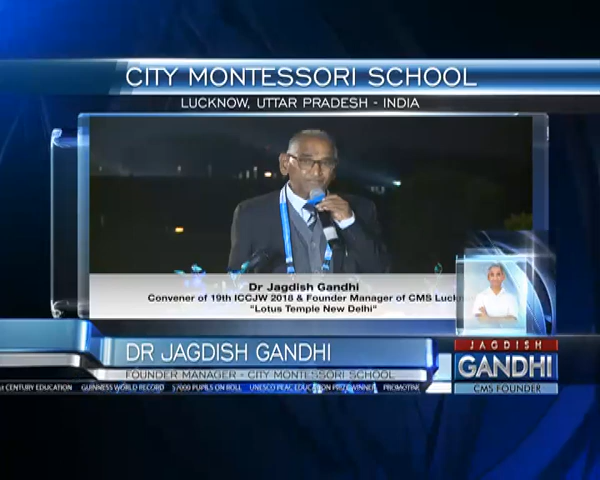 CITY MONTESSORI SCHOOL
LUCKNOW, UTTAR PRADESH - INDIA
Dr Jagdish Gandhi
Convener of 19th ICCJW 2018 & Founder Manager of CMS
"Lotus Temple New Delhi"
DR JAGDISH GANDHI
FOUNDER MANAGER - CITY MONTESSORI SCHOOL
JAGDISH
GANDHI
CMS FOUNDER
CENTURY EDUCATION GUINNESS WORLD RECORD 57000 PUPILS ON ROLL UNESCO PEACE EDUCATION PRIZE WINNER